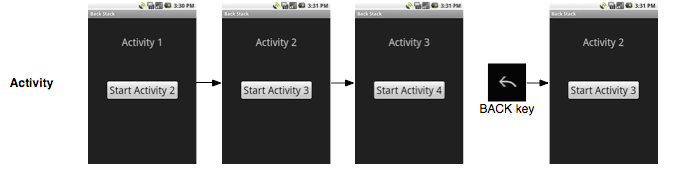 3:30 PM
Back Stack
Activity 1
Start Activity 2
3:31 PM
Back Stack
Activity 2
Start Activity 3
3:31 PM
Back Stack
Activity 3
Start Activity 4
3:31 PM
Back Stack
Activity 2
Start Activity 3
Activity
BACK key